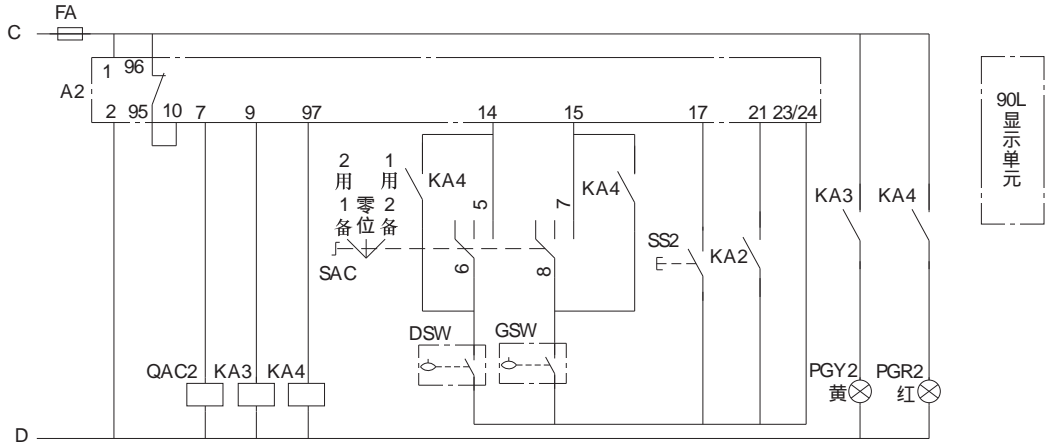 FA
C
1 96
A2
2 95 10 7 9 97 14 15 17 21 23/24
90L
显示单元
2用1备
零位
1用2备
KA4
5
7
KA4
KA3
KA4
SS2
KA2
SAC
6
8
DSW
GSW
QAC2 KA3 KA4
PGY2
黄
PGR2
红
D